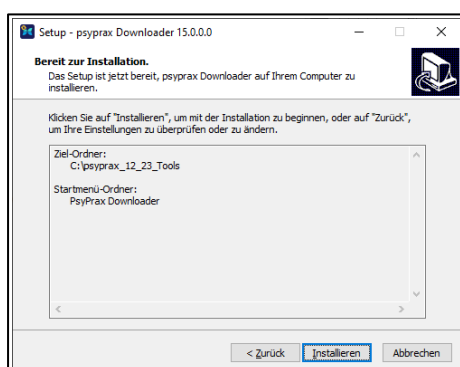 Setup - psyprax Downloader 15.0.0.0
Bereit zur Installation.
Das Setup ist jetzt bereit, psyprax Downloader auf Ihrem Computer zu
installieren.
Klicken Sie auf "Installieren", um mit der Installation zu beginnen, oder auf "Zurück",
um Ihre Einstellungen zu überprüfen oder zu ändern.
Ziel-Ordner:
C:\psyprax_12_23_Tools
Startmenü-Ordner:
PsyPrax Downloader
< Zurück Installieren Abbrechen